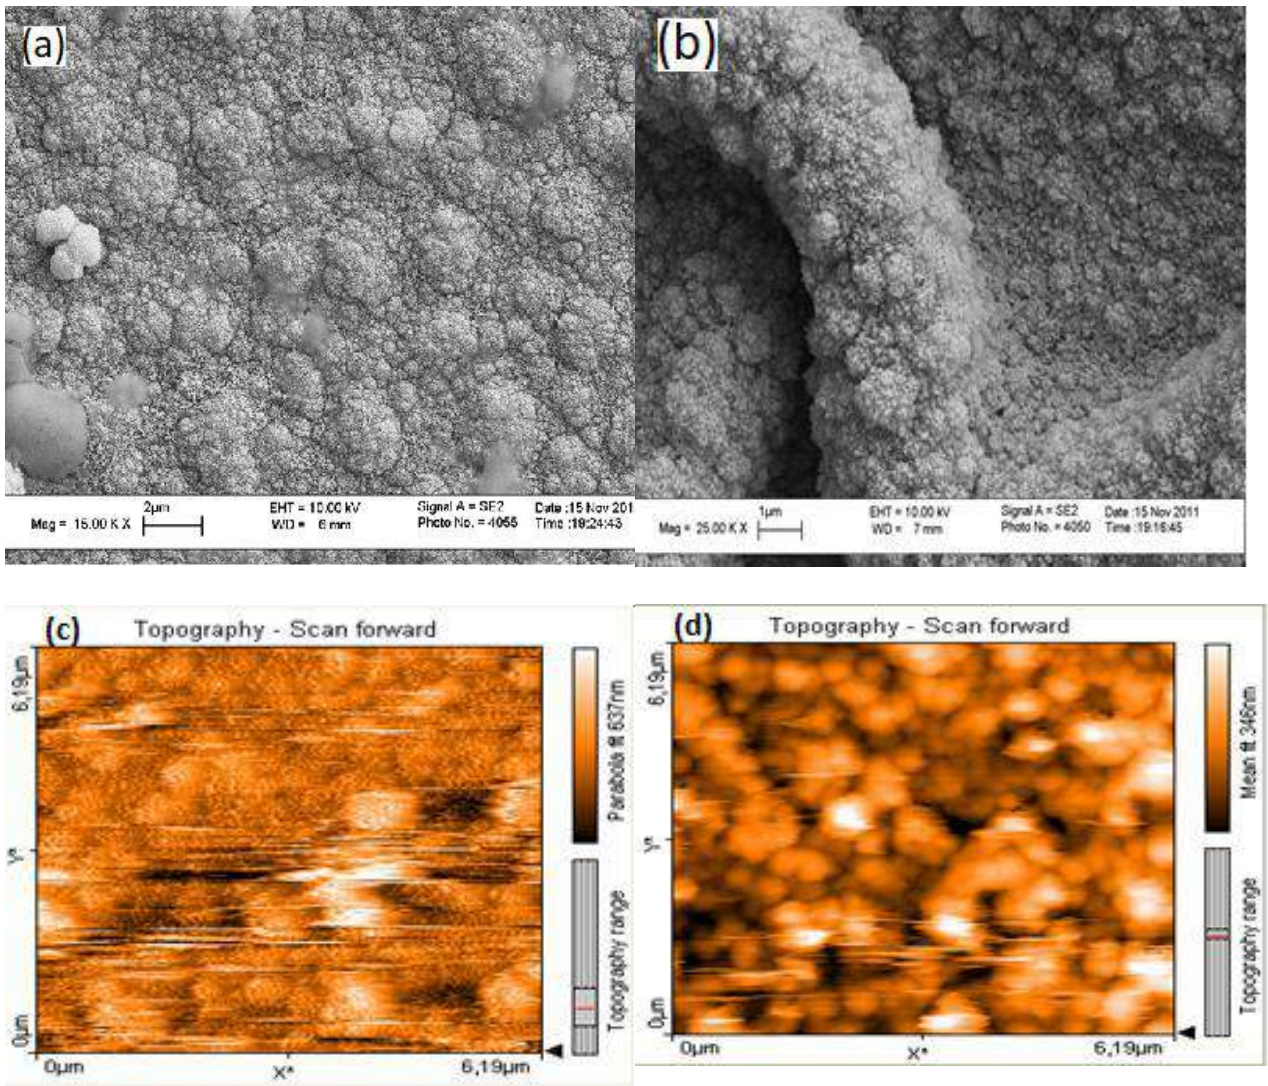 (a)
Mag = 15.00 K X
2µm
EHT = 10.00 kV
WD = 6 mm
Signal A = SE2
Photo No. = 4055
Date :15 Nov 201
Time :19:24:43
(b)
Mag = 25.00 K X
1µm
EHT = 10.00 kV
WD = 7 mm
Signal A = SE2
Photo No. = 4050
Date :15 Nov 2011
Time :19:16:45
(c)
Topography - Scan forward
6,19µm
Y*
0µm
0µm
X*
6,19µm
Parabola fit 637nm
Topography range
(d)
Topography - Scan forward
6,19µm
Y*
0µm
0µm
X*
6,19µm
Mean fit 346nm
Topography range